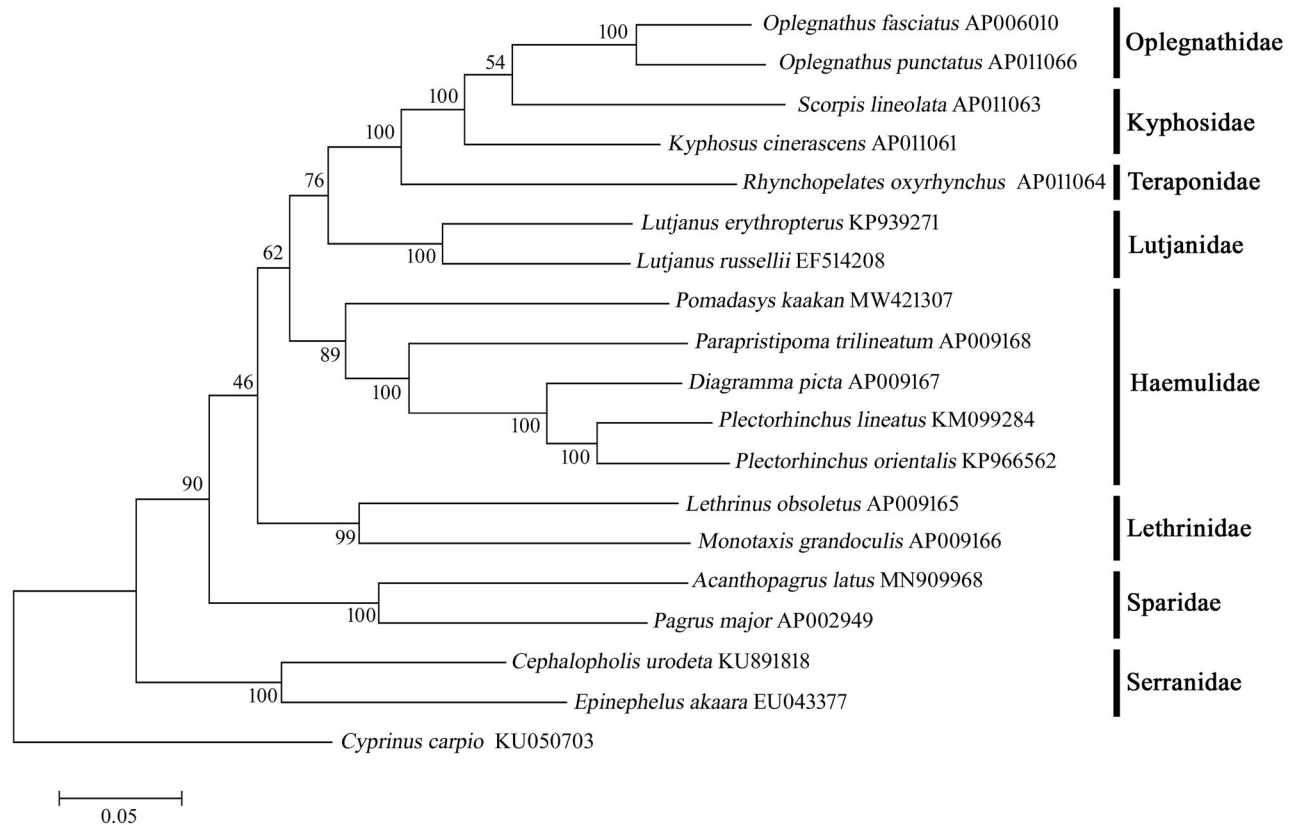 Oplegnathus fasciatus AP006010
100
Oplegnathidae
54
Oplegnathus punctatus AP011066
100
Scorpis lineolata AP011063
Kyphosidae
100
Kyphosus cinerascens AP011061
76
Rhynchopelates oxyrhynchus AP011064
Teraponidae
62
Lutjanus erythropterus KP939271
Lutjanidae
100
Lutjanus russellii EF514208
Pomadasys kaakan MW421307
89
Parapristipoma trilineatum AP009168
46
100
Diagramma picta AP009167
Haemulidae
100
Plectorhinchus lineatus KM099284
100
Plectorhinchus orientalis KP966562
90
Lethrinus obsoletus AP009165
Lethrinidae
99
Monotaxis grandoculis AP009166
Acanthopagrus latus MN909968
Sparidae
100
Pagrus major AP002949
Cephalopholis urodeta KU891818
Serranidae
100
Epinephelus akaara EU043377
Cyprinus carpio KU050703
0.05